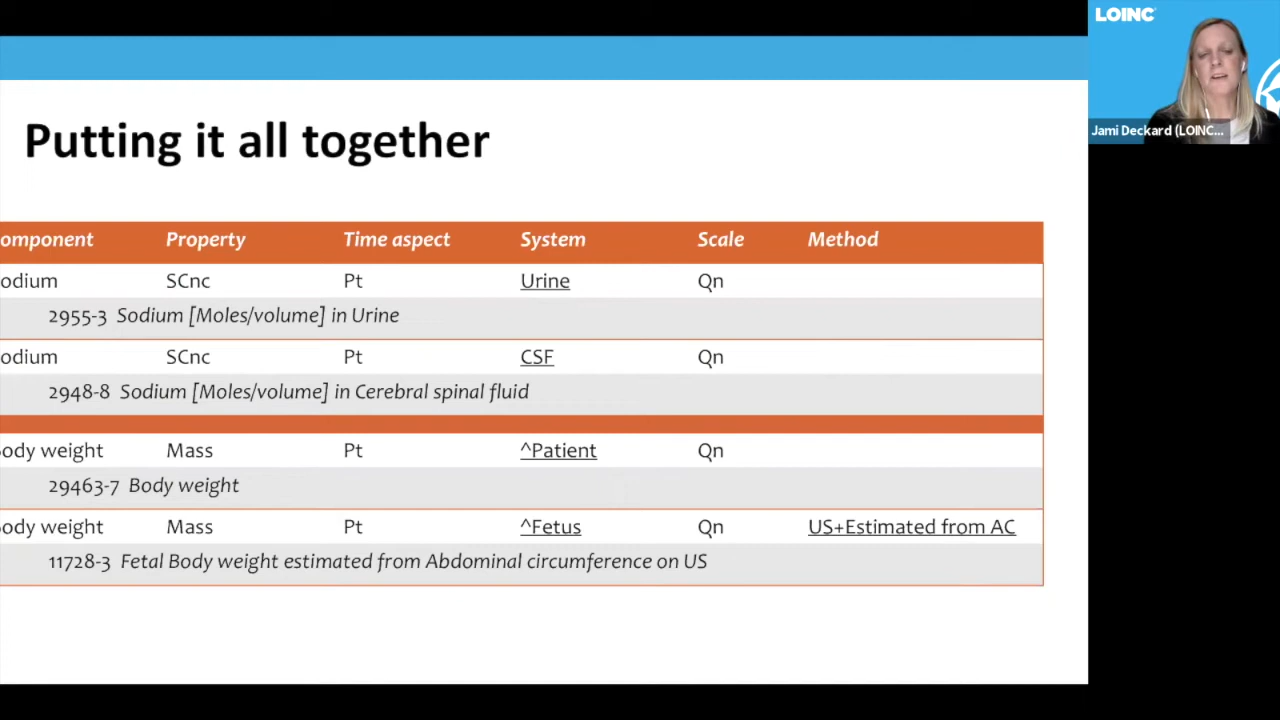 LOINC
Jami Deckard (LOINC...
Putting it all together
omponent Property Time aspect System Scale Method
odium SCnc Pt Urine Qn
2955-3 Sodium [Moles/volume] in Urine
odium SCnc Pt CSF Qn
2948-8 Sodium [Moles/volume] in Cerebral spinal fluid
ody weight Mass Pt ^Patient Qn
29463-7 Body weight
ody weight Mass Pt ^Fetus Qn US+Estimated from AC
11728-3 Fetal Body weight estimated from Abdominal circumference on US